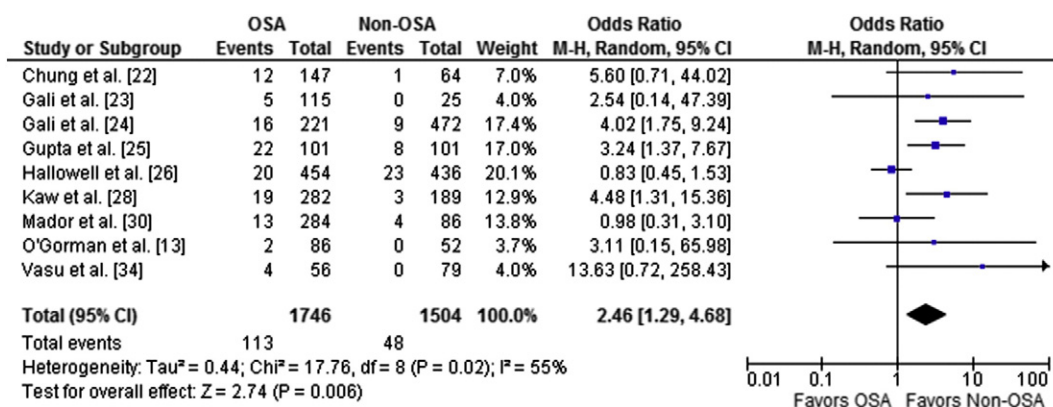 OSA Non-OSA Odds Ratio Odds Ratio
Study or Subgroup Events Total Events Total Weight M-H, Random, 95% CI M-H, Random, 95% CI
Chung et al. [22] 12 147 1 64 7.0% 5.60 [0.71, 44.02]
Gali et al. [23] 5 115 0 25 4.0% 2.54 [0.14, 47.39]
Gali et al. [24] 16 221 9 472 17.4% 4.02 [1.75, 9.24]
Gupta et al. [25] 22 101 8 101 17.0% 3.24 [1.37, 7.67]
Hallowell et al. [26] 20 454 23 436 20.1% 0.83 [0.45, 1.53]
Kaw et al. [28] 19 282 3 189 12.9% 4.48 [1.31, 15.36]
Mador et al. [30] 13 284 4 86 13.8% 0.98 [0.31, 3.10]
O'Gorman et al. [13] 2 86 0 52 3.7% 3.11 [0.15, 65.98]
Vasu et al. [34] 4 56 0 79 4.0% 13.63 [0.72, 258.43]
Total (95% CI) 1746 1504 100.0% 2.46 [1.29, 4.68]
Total events 113 48
Heterogeneity: Tau² = 0.44; Chi² = 17.76, df = 8 (P = 0.02); I² = 55%
Test for overall effect: Z = 2.74 (P = 0.006)
0.01 0.1 1 10 100
Favors OSA Favors Non-OSA